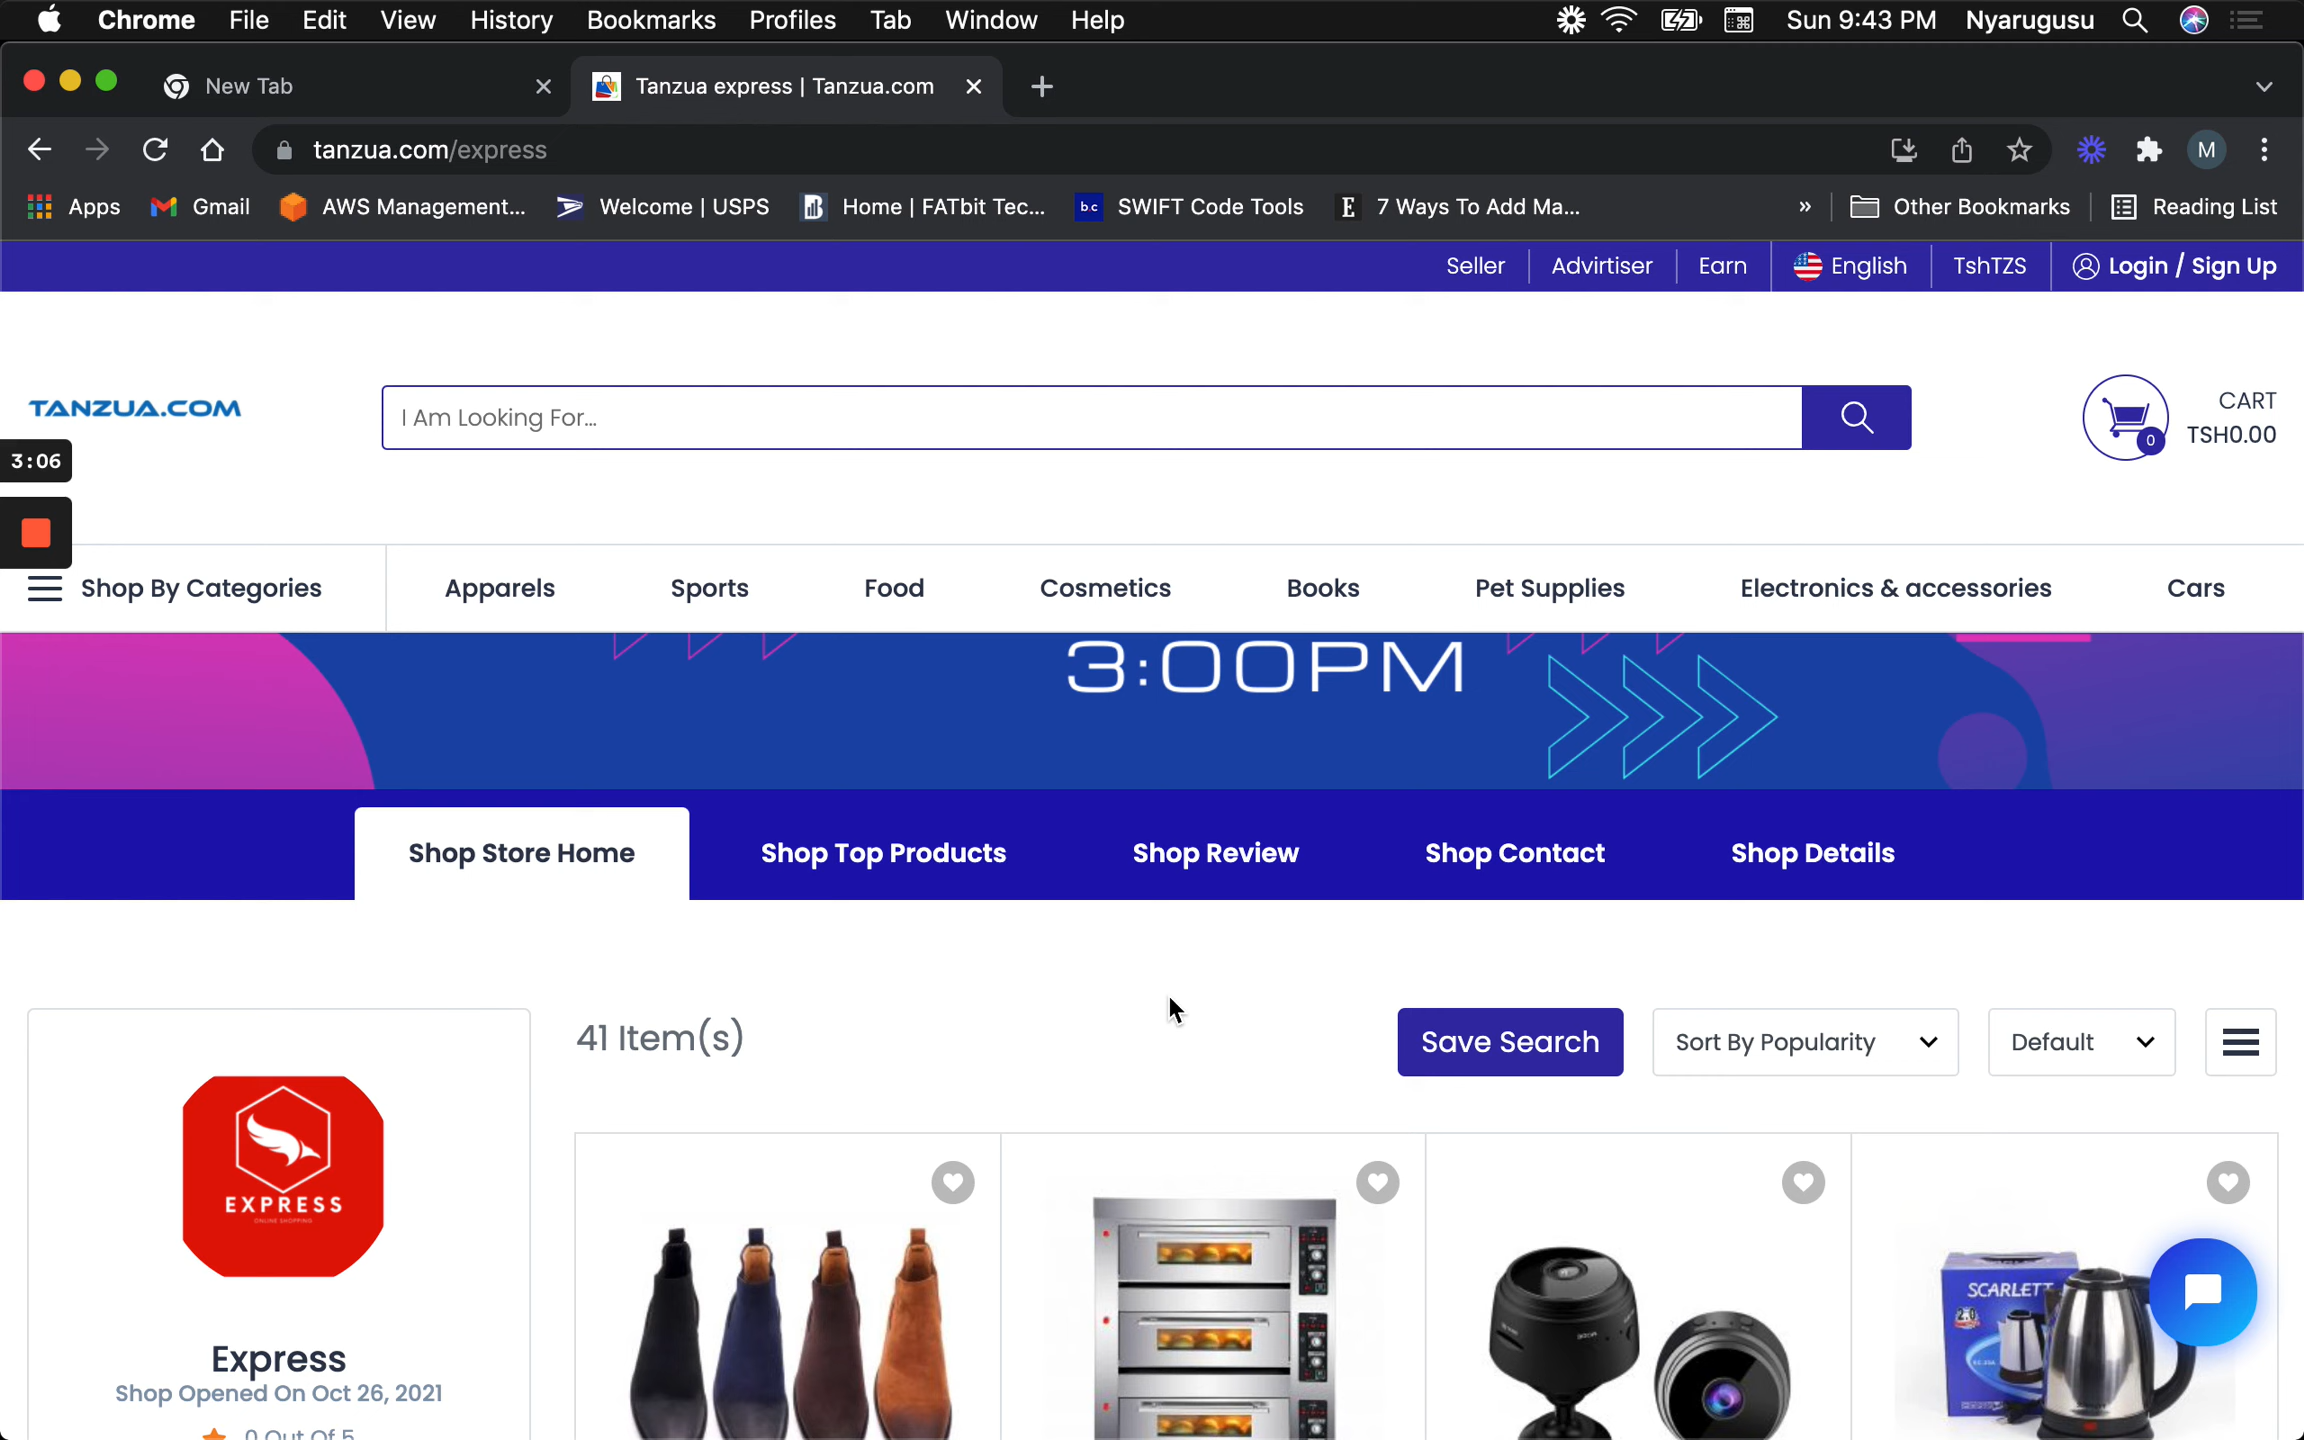 Chrome File Edit View History Bookmarks Profiles Tab Window Help Sun 9:43 PM Nyarugusu
New Tab Tanzua express | Tanzua.com
tanzua.com/express M
Apps Gmail AWS Management... Welcome | USPS Home | FATbit Tec... b.c SWIFT Code Tools E 7 Ways To Add Ma... » Other Bookmarks Reading List
Seller Advirtiser Earn English TshTZS Login / Sign Up
TANZUA.COM I Am Looking For... 0 CART
TSH0.00
3:06
Shop By Categories Apparels Sports Food Cosmetics Books Pet Supplies Electronics & accessories Cars
3:00PM
Shop Store Home Shop Top Products Shop Review Shop Contact Shop Details
41 Item(s) Save Search Sort By Popularity Default
EXPRESS
ONLINE SHOPPING
SCARLETT
2.0
Express
Shop Opened On Oct 26, 2021
0 Out Of 5